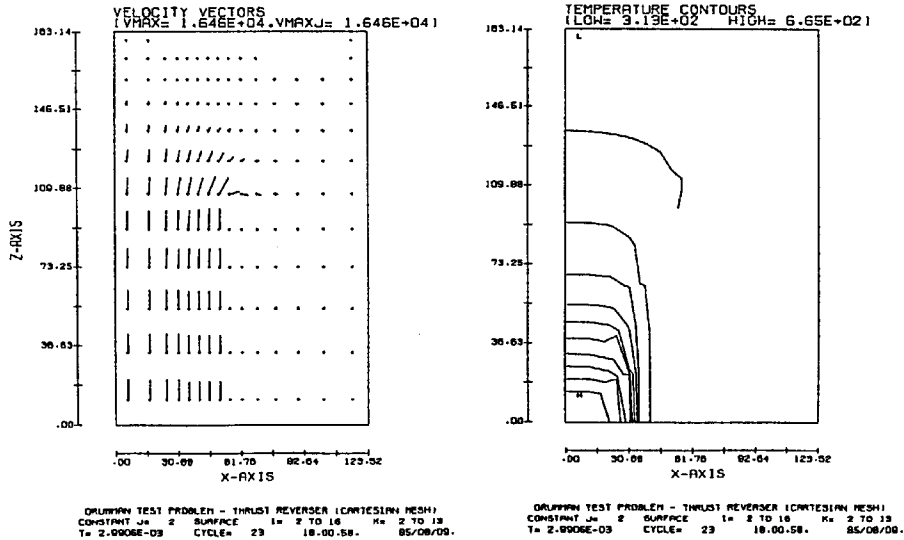 VELOCITY VECTORS
(VMAX= 1.646E+04.VMAXJ= 1.646E+04)
163.14
146.51
109.88
73.25
36.63
.00
Z-AXIS
.00 30.88 61.76 92.64 123.52
X-AXIS
GRUMMAN TEST PROBLEM - THRUST REVERSER (CARTESIAN MESH)
CONSTANT J= 2 SURFACE I= 2 TO 16 K= 2 TO 13
T= 2.9906E-03 CYCLE= 23 18.00.58. 85/08/09.
TEMPERATURE CONTOURS
(LOW= 3.13E+02 HIGH= 6.65E+02)
163.14
146.51
109.88
73.25
36.63
.00
L
H
.00 30.88 61.76 92.64 123.52
X-AXIS
GRUMMAN TEST PROBLEM - THRUST REVERSER (CARTESIAN MESH)
CONSTANT J= 2 SURFACE I= 2 TO 16 K= 2 TO 13
T= 2.9906E-03 CYCLE= 23 18.00.58. 85/08/09.